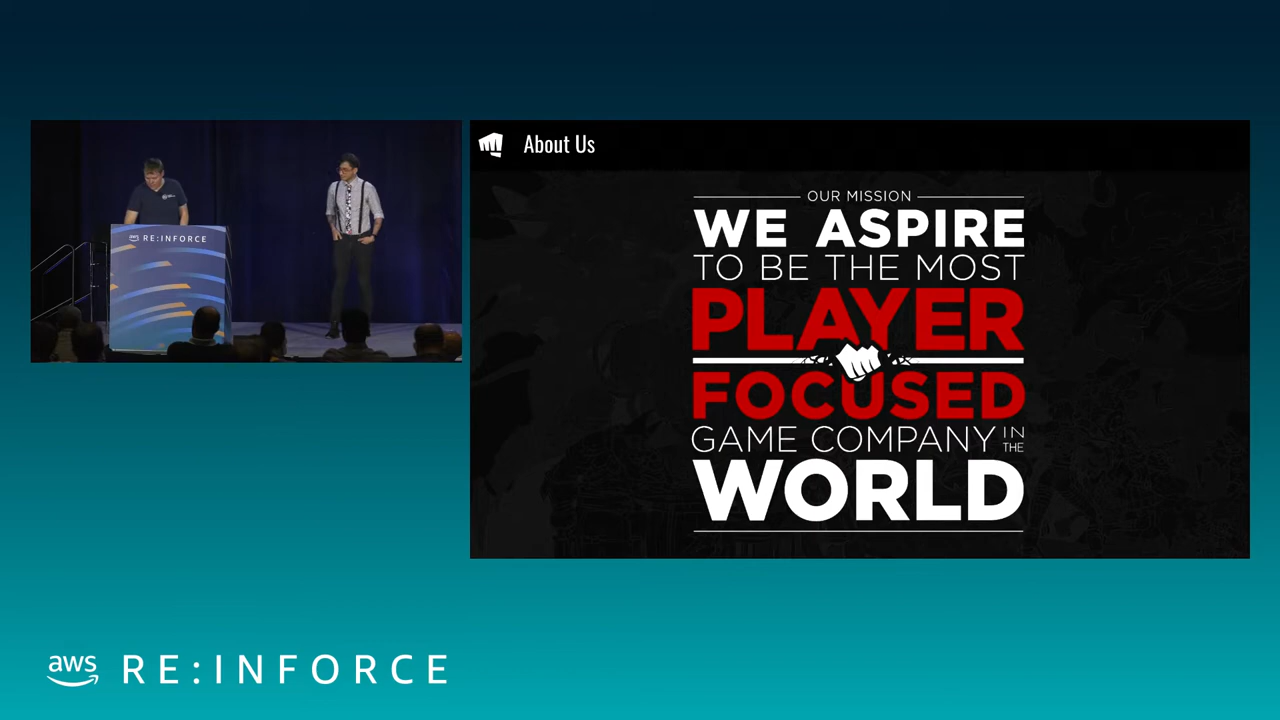 aws RE:INFORCE
About Us
OUR MISSION
WE ASPIRE
TO BE THE MOST
PLAYER
FOCUSED
GAME COMPANY IN THE
WORLD
aws RE:INFORCE